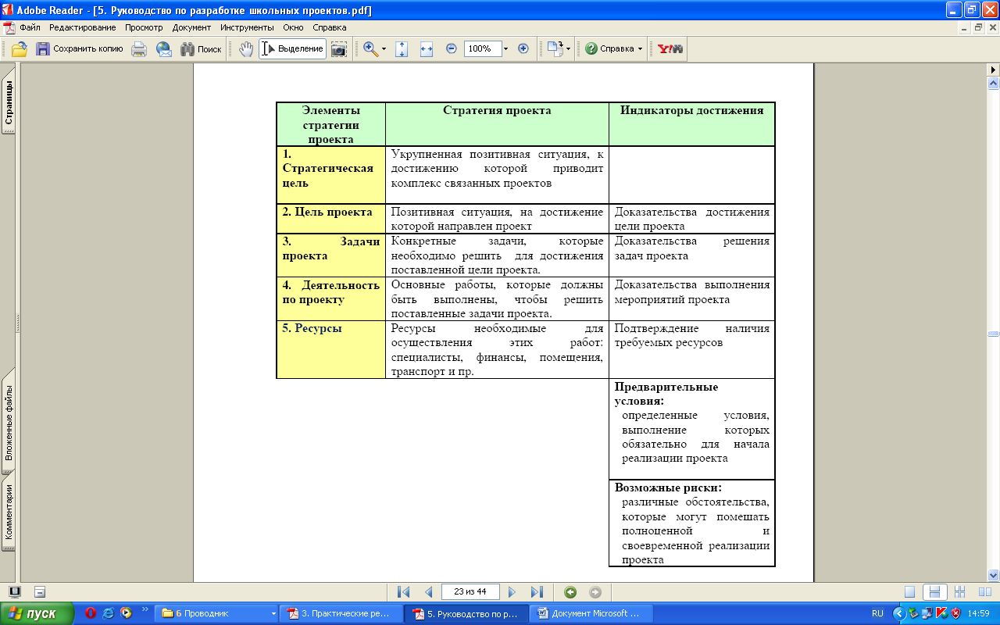 Adobe Reader - [5. Руководство по разработке школьных проектов.pdf]
Файл Редактирование Просмотр Документ Инструменты Окно Справка
Сохранить копию Поиск Выделение 100% Справка Y!
Страницы
Вложенные файлы
Комментарии
Элементы
стратегии
проекта
Стратегия проекта
Индикаторы достижения
1.
Стратегическая
цель
Укрупненная позитивная ситуация, к
достижению которой приводит
комплекс связанных проектов
2. Цель проекта
Позитивная ситуация, на достижение
которой направлен проект
Доказательства достижения
цели проекта
3. Задачи
проекта
Конкретные задачи, которые
необходимо решить для достижения
поставленной цели проекта.
Доказательства решения
задач проекта
4. Деятельность
по проекту
Основные работы, которые должны
быть выполнены, чтобы решить
поставленные задачи проекта.
Доказательства выполнения
мероприятий проекта
5. Ресурсы
Ресурсы необходимые для
осуществления этих работ:
специалисты, финансы, помещения,
транспорт и пр.
Подтверждение наличия
требуемых ресурсов
Предварительные
условия:
определенные условия,
выполнение которых
обязательно для начала
реализации проекта
Возможные риски:
различные обстоятельства,
которые могут помешать
полноценной и
своевременной реализации
проекта
23 из 44
пуск 6 Проводник 3. Практические ре... 5. Руководство по р... Документ Microsoft ... RU 14:59